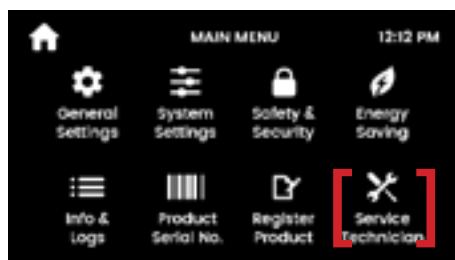 MAIN MENU
12:12 PM
General
Settings
System
Settings
Safety &
Security
Energy
Saving
Info &
Logs
Product
Serial No.
Register
Product
Service
Technician